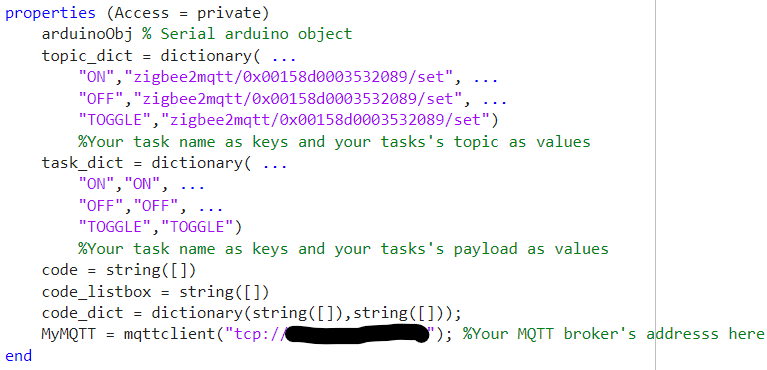 properties (Access = private)
arduinoObj % Serial arduino object
topic_dict = dictionary( ...
"ON","zigbee2mqtt/0x00158d0003532089/set", ...
"OFF","zigbee2mqtt/0x00158d0003532089/set", ...
"TOGGLE","zigbee2mqtt/0x00158d0003532089/set")
%Your task name as keys and your tasks's topic as values
task_dict = dictionary( ...
"ON","ON", ...
"OFF","OFF", ...
"TOGGLE","TOGGLE")
%Your task name as keys and your tasks's payload as values
code = string([])
code_listbox = string([])
code_dict = dictionary(string([]),string([]));
MyMQTT = mqttclient("tcp://"); %Your MQTT broker's addresss here
end